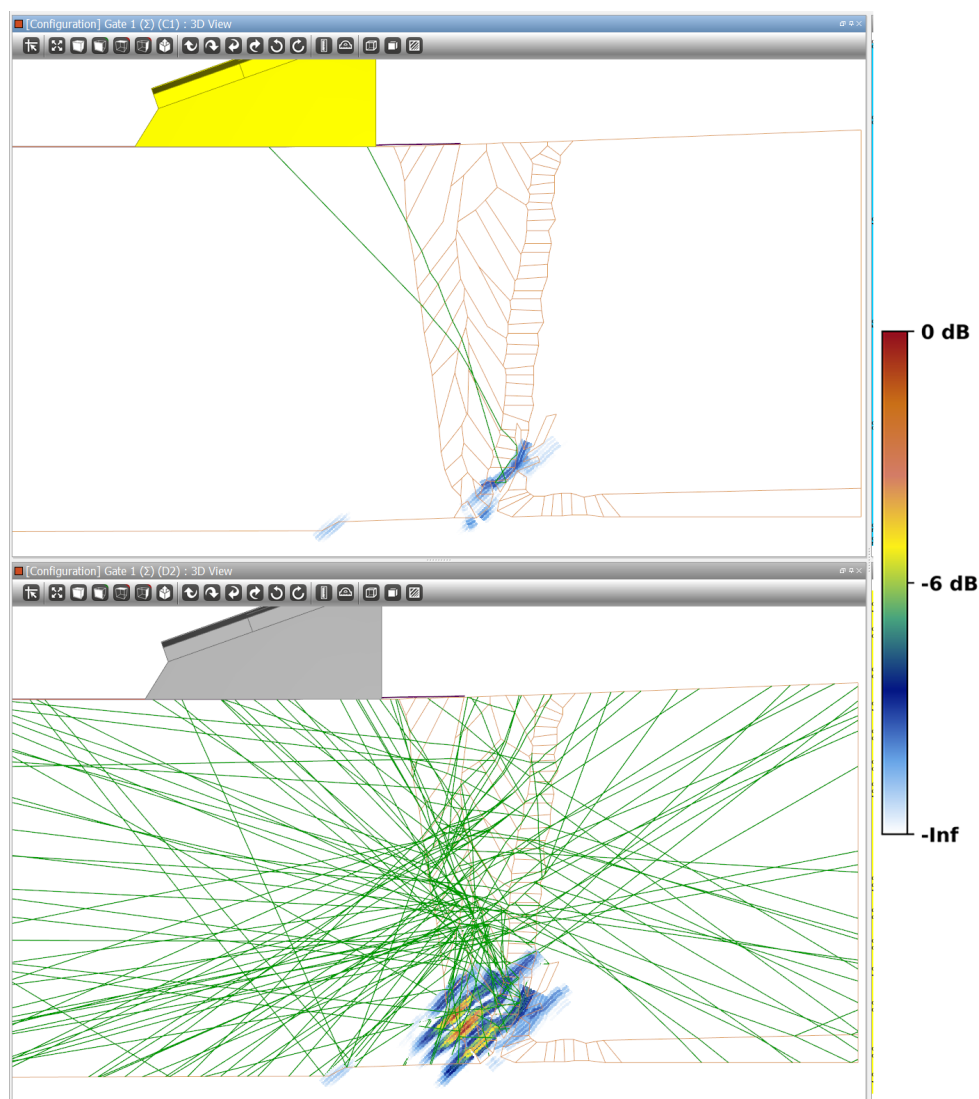 [Configuration] Gate 1 (Σ) (C1) : 3D View
0 dB
-6 dB
-Inf
[Configuration] Gate 1 (Σ) (D2) : 3D View